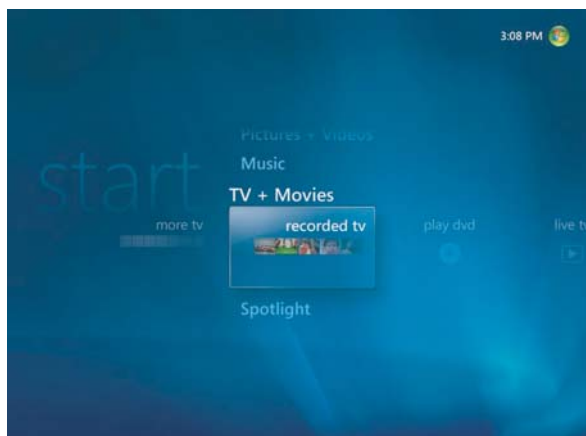 3:08 PM
Pictures + Videos
start
Music
TV + Movies
more tv
recorded tv
play dvd
live tv
Spotlight